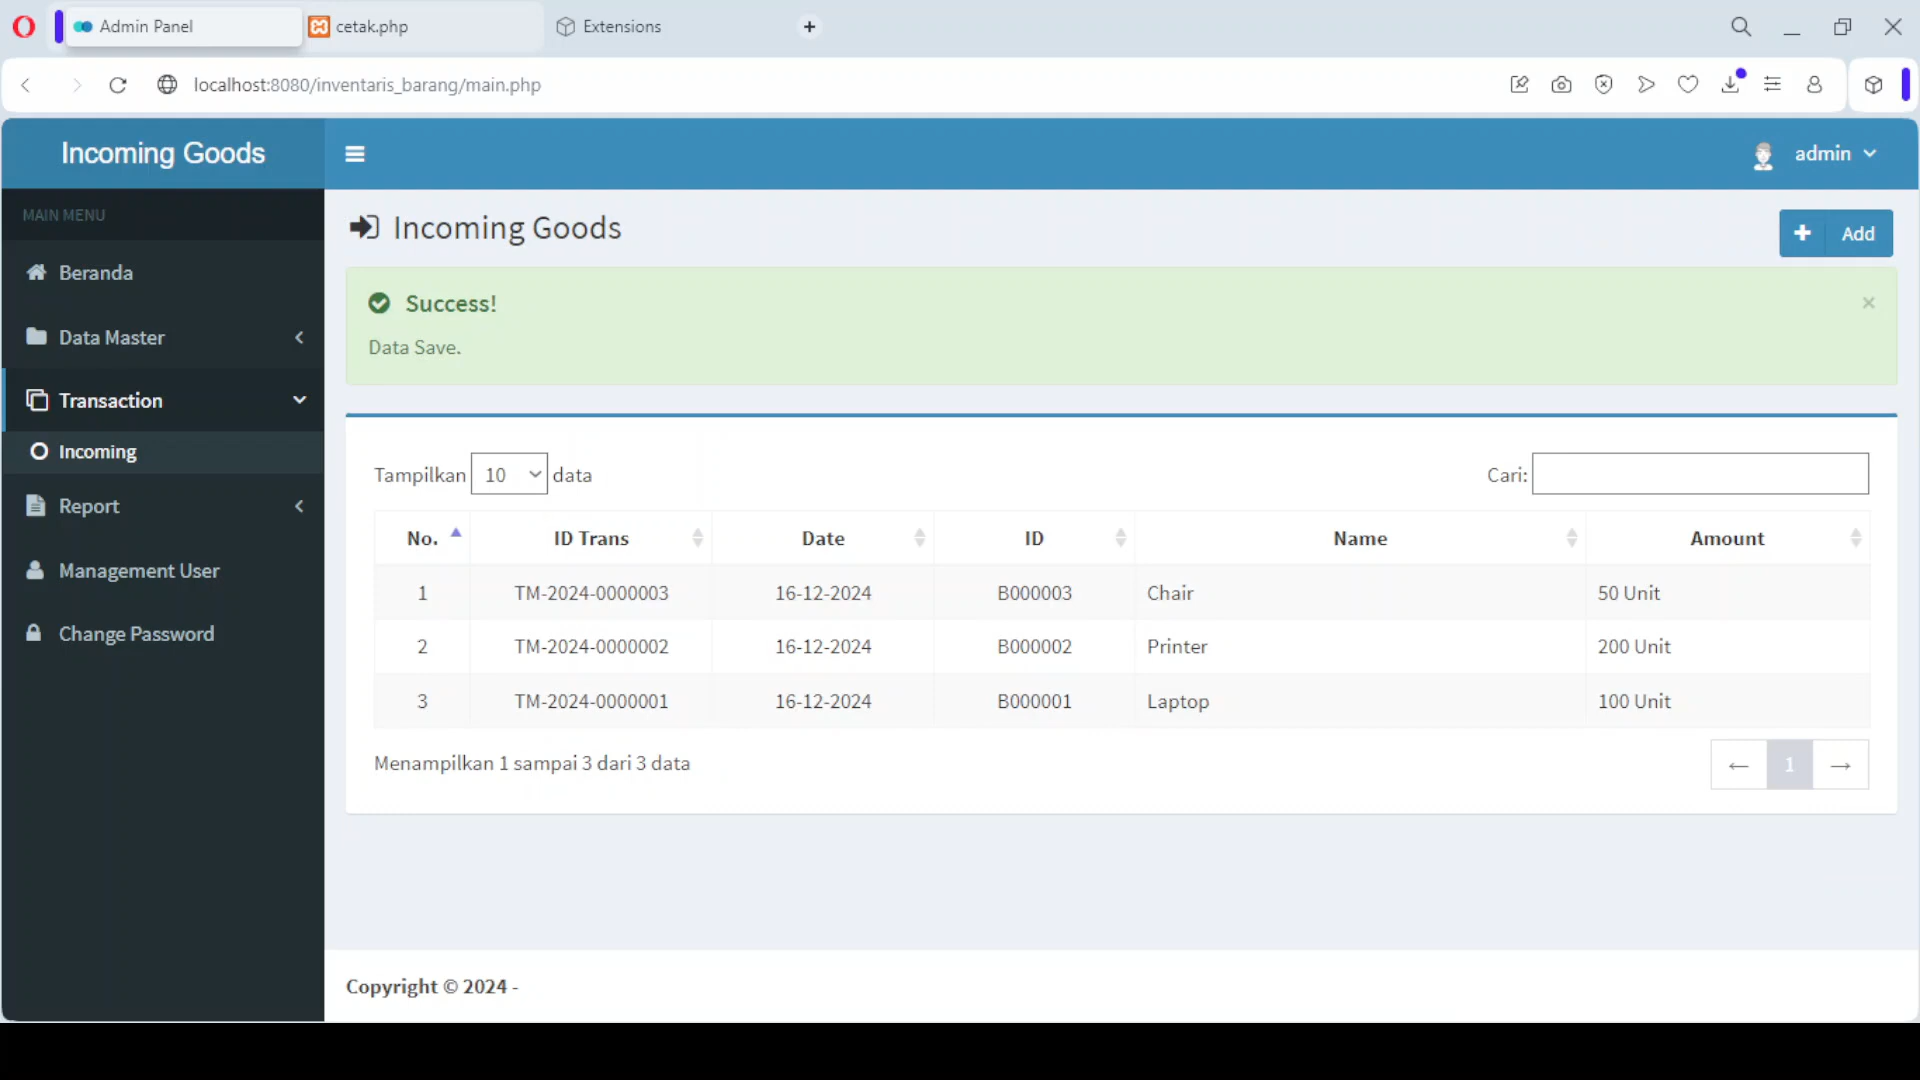 Admin Panel
cetak.php
Extensions
localhost:8080/inventaris_barang/main.php
Incoming Goods
admin
MAIN MENU
Beranda
Data Master
Transaction
Incoming
Report
Management User
Change Password
Incoming Goods
Add
Success!
Data Save.
Tampilkan 10 data
Cari:
No. ID Trans Date ID Name Amount
1 TM-2024-0000003 16-12-2024 B000003 Chair 50 Unit
2 TM-2024-0000002 16-12-2024 B000002 Printer 200 Unit
3 TM-2024-0000001 16-12-2024 B000001 Laptop 100 Unit
Menampilkan 1 sampai 3 dari 3 data
← 1 →
Copyright © 2024 -